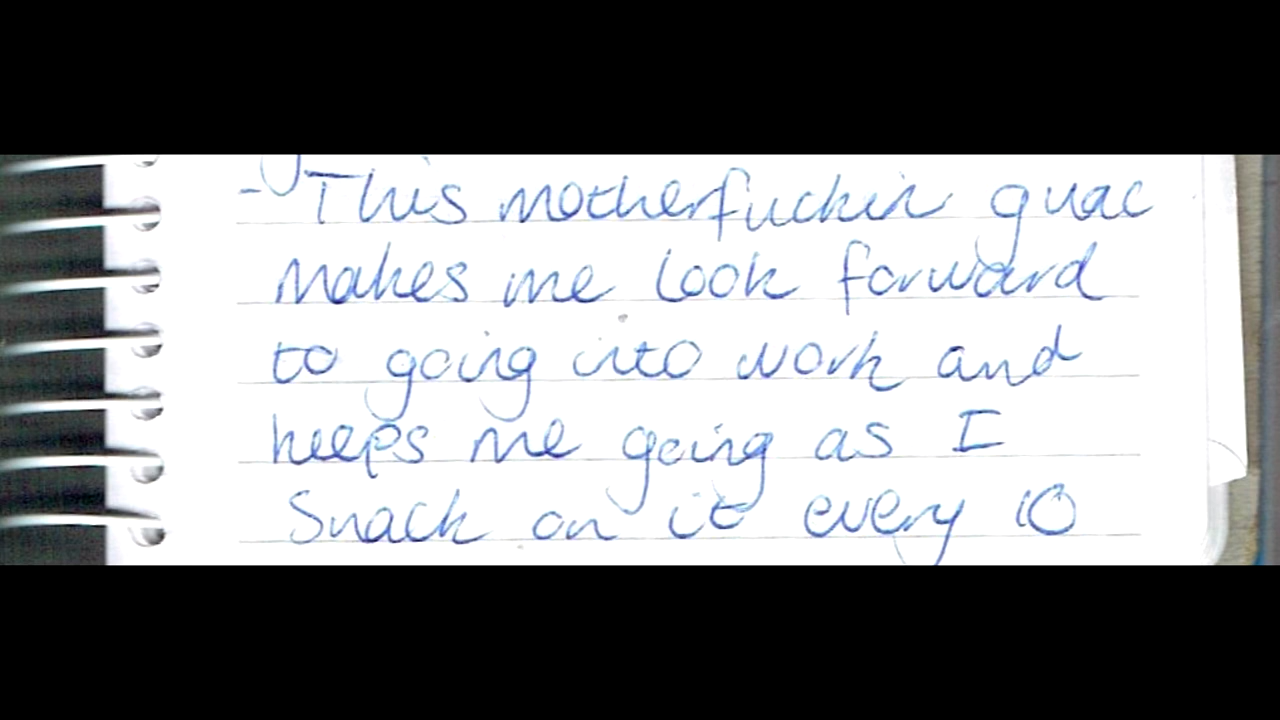 - This motherfuckin guac
makes me look forward
to going into work and
keeps me going as I
Snack on it every 10